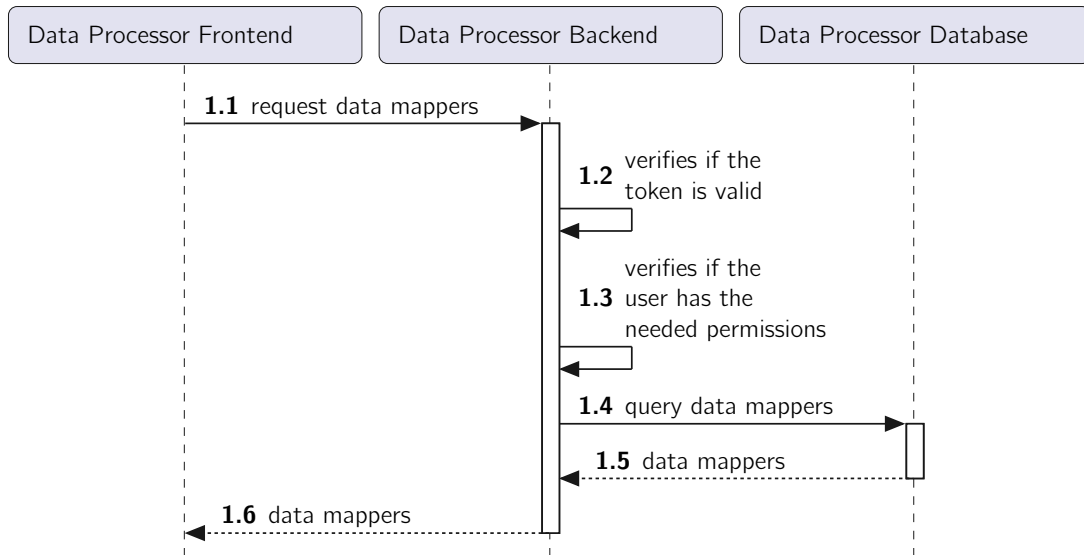 Data Processor Frontend
Data Processor Backend
Data Processor Database
1.1 request data mappers
1.2 verifies if the
token is valid
1.3 verifies if the
user has the
needed permissions
1.4 query data mappers
1.5 data mappers
1.6 data mappers